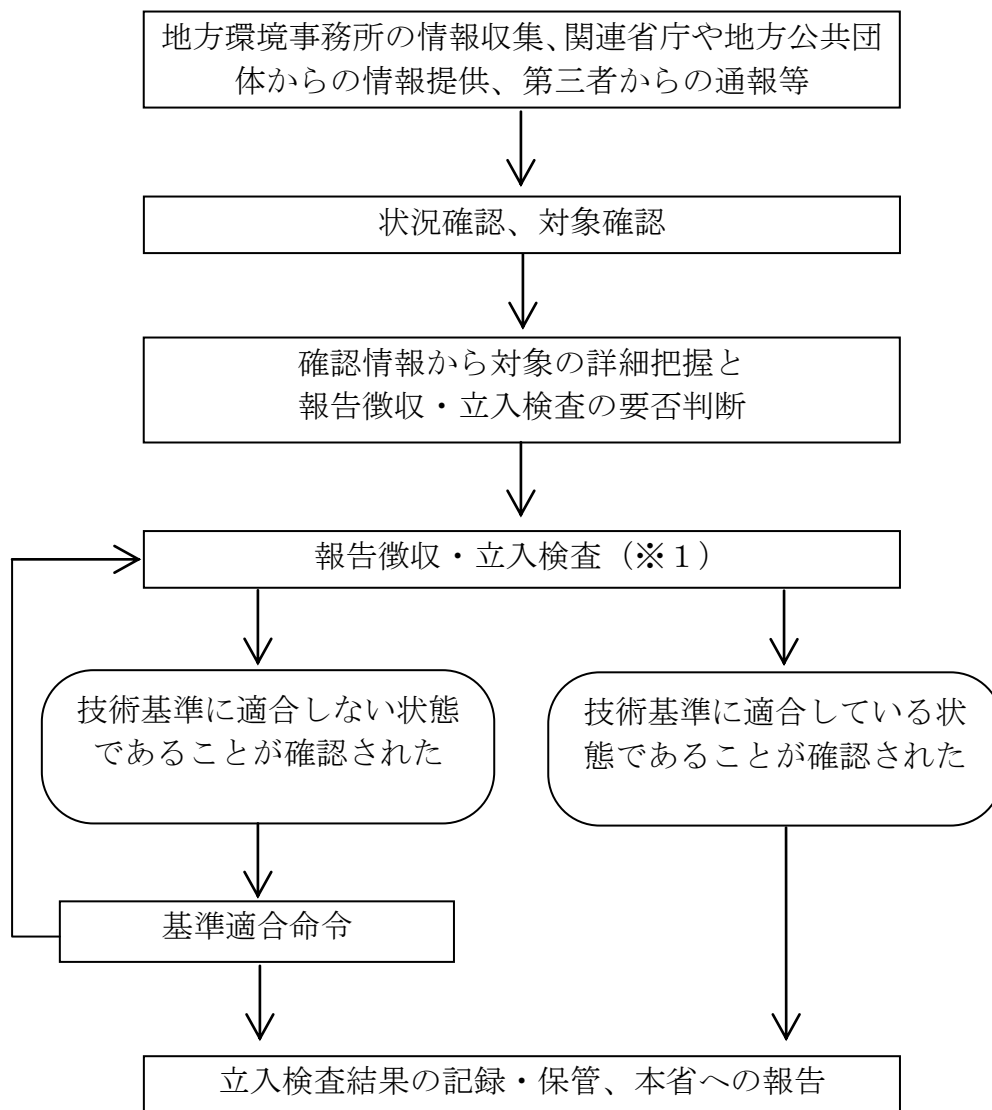 地方環境事務所の情報収集、関連省庁や地方公共団
体からの情報提供、第三者からの通報等
状況確認、対象確認
確認情報から対象の詳細把握と
報告徴収・立入検査の要否判断
報告徴収・立入検査（※１）
技術基準に適合しない状態
であることが確認された
技術基準に適合している状
態であることが確認された
基準適合命令
立入検査結果の記録・保管、本省への報告